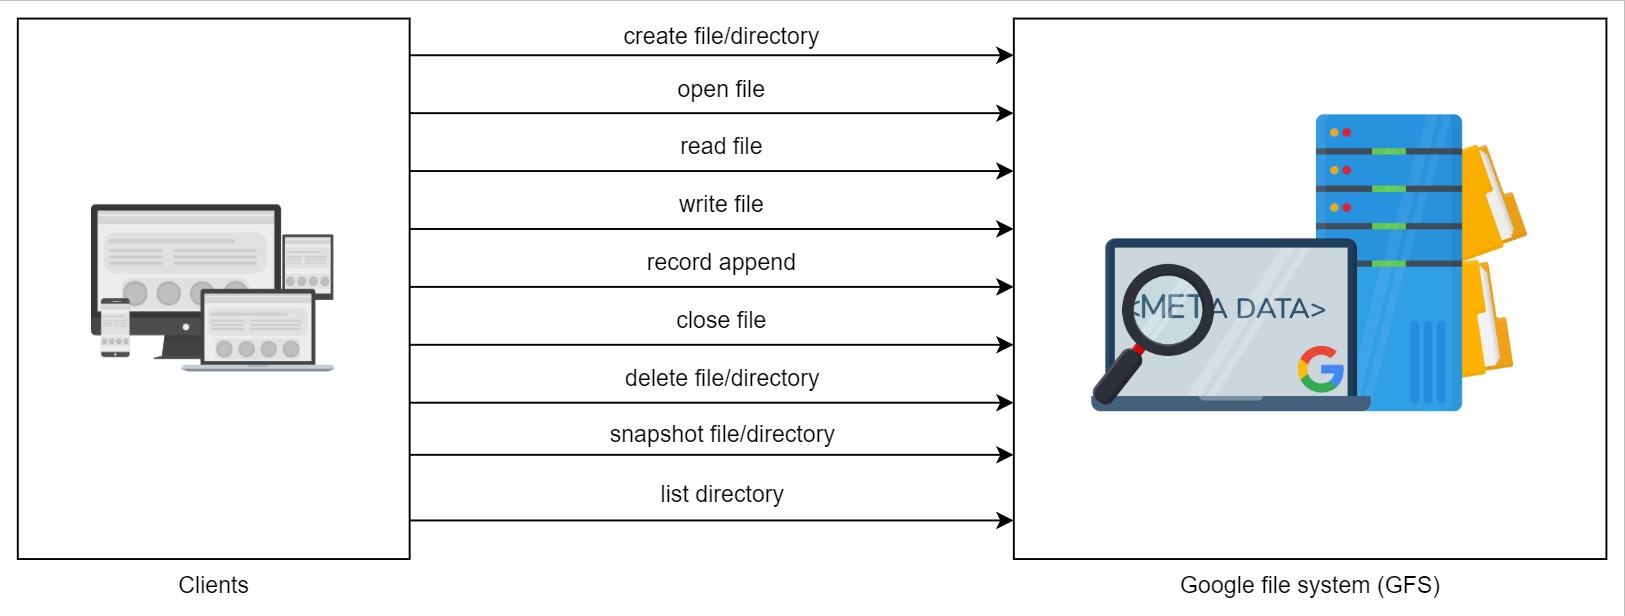 create file/directory
open file
read file
write file
record append
close file
delete file/directory
snapshot file/directory
list directory
<META DATA>
Clients
Google file system (GFS)